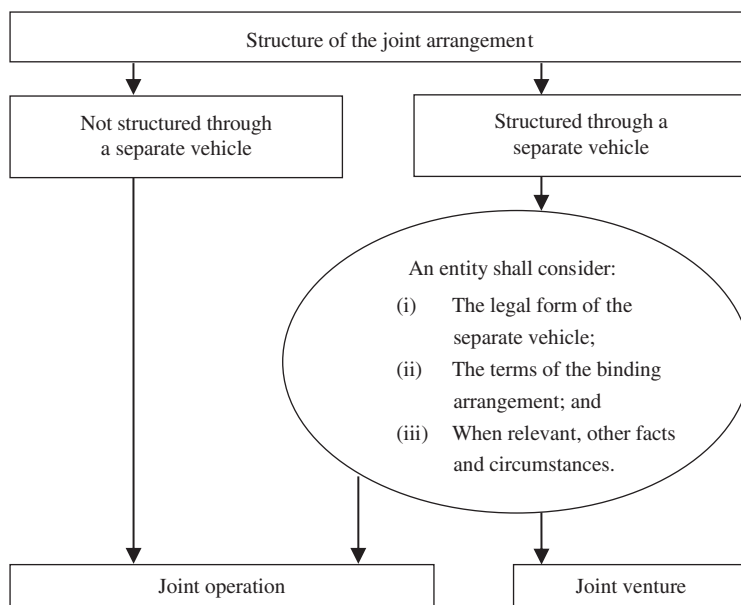 Structure of the joint arrangement
Not structured through
a separate vehicle
Structured through a
separate vehicle
An entity shall consider:
(i) The legal form of the
separate vehicle;
(ii) The terms of the binding
arrangement; and
(iii) When relevant, other facts
and circumstances.
Joint operation
Joint venture